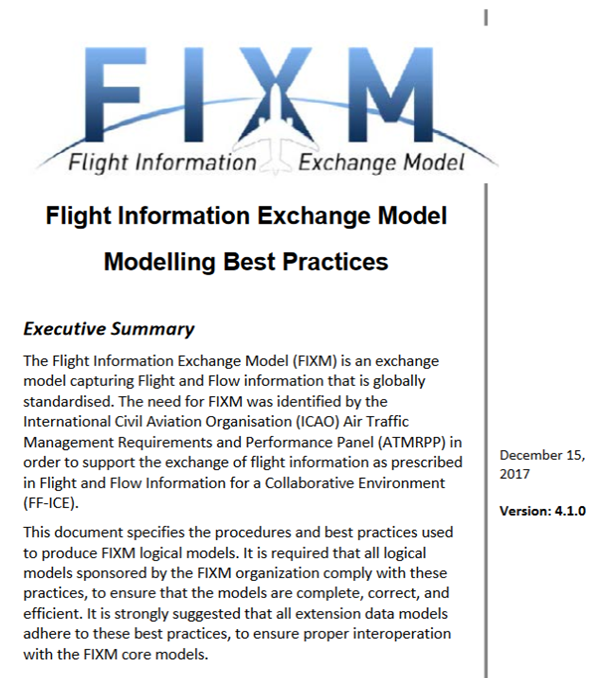 FIXM
Flight Information Exchange Model
Flight Information Exchange Model
Modelling Best Practices
Executive Summary
The Flight Information Exchange Model (FIXM) is an exchange
model capturing Flight and Flow information that is globally
standardised. The need for FIXM was identified by the
International Civil Aviation Organisation (ICAO) Air Traffic
Management Requirements and Performance Panel (ATMRPP) in
order to support the exchange of flight information as prescribed
in Flight and Flow Information for a Collaborative Environment
(FF-ICE).
This document specifies the procedures and best practices used
to produce FIXM logical models. It is required that all logical
models sponsored by the FIXM organization comply with these
practices, to ensure that the models are complete, correct, and
efficient. It is strongly suggested that all extension data models
adhere to these best practices, to ensure proper interoperation
with the FIXM core models.
December 15,
2017
Version: 4.1.0